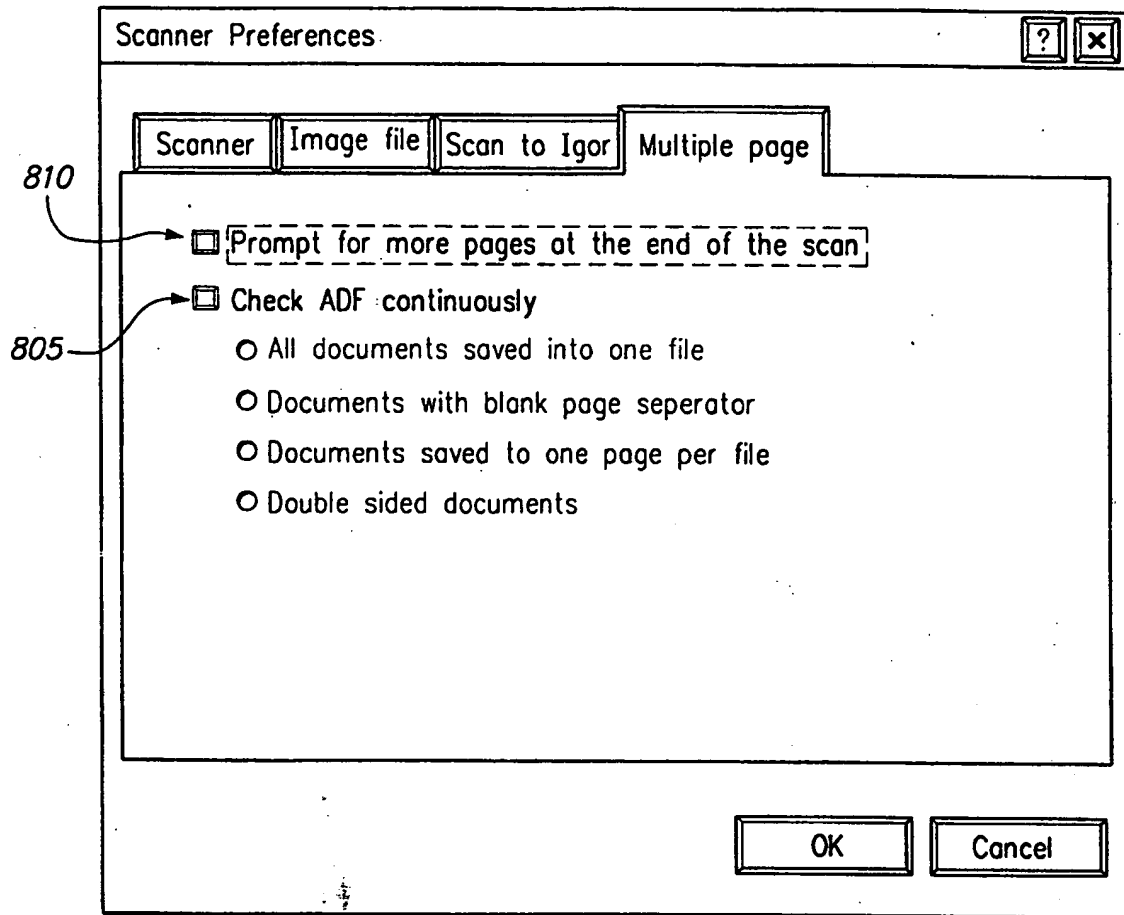 Scanner Preferences ? ×
Scanner Image file Scan to Igor Multiple page
810
Prompt for more pages at the end of the scan
Check ADF continuously
805
All documents saved into one file
Documents with blank page seperator
Documents saved to one page per file
Double sided documents
OK Cancel